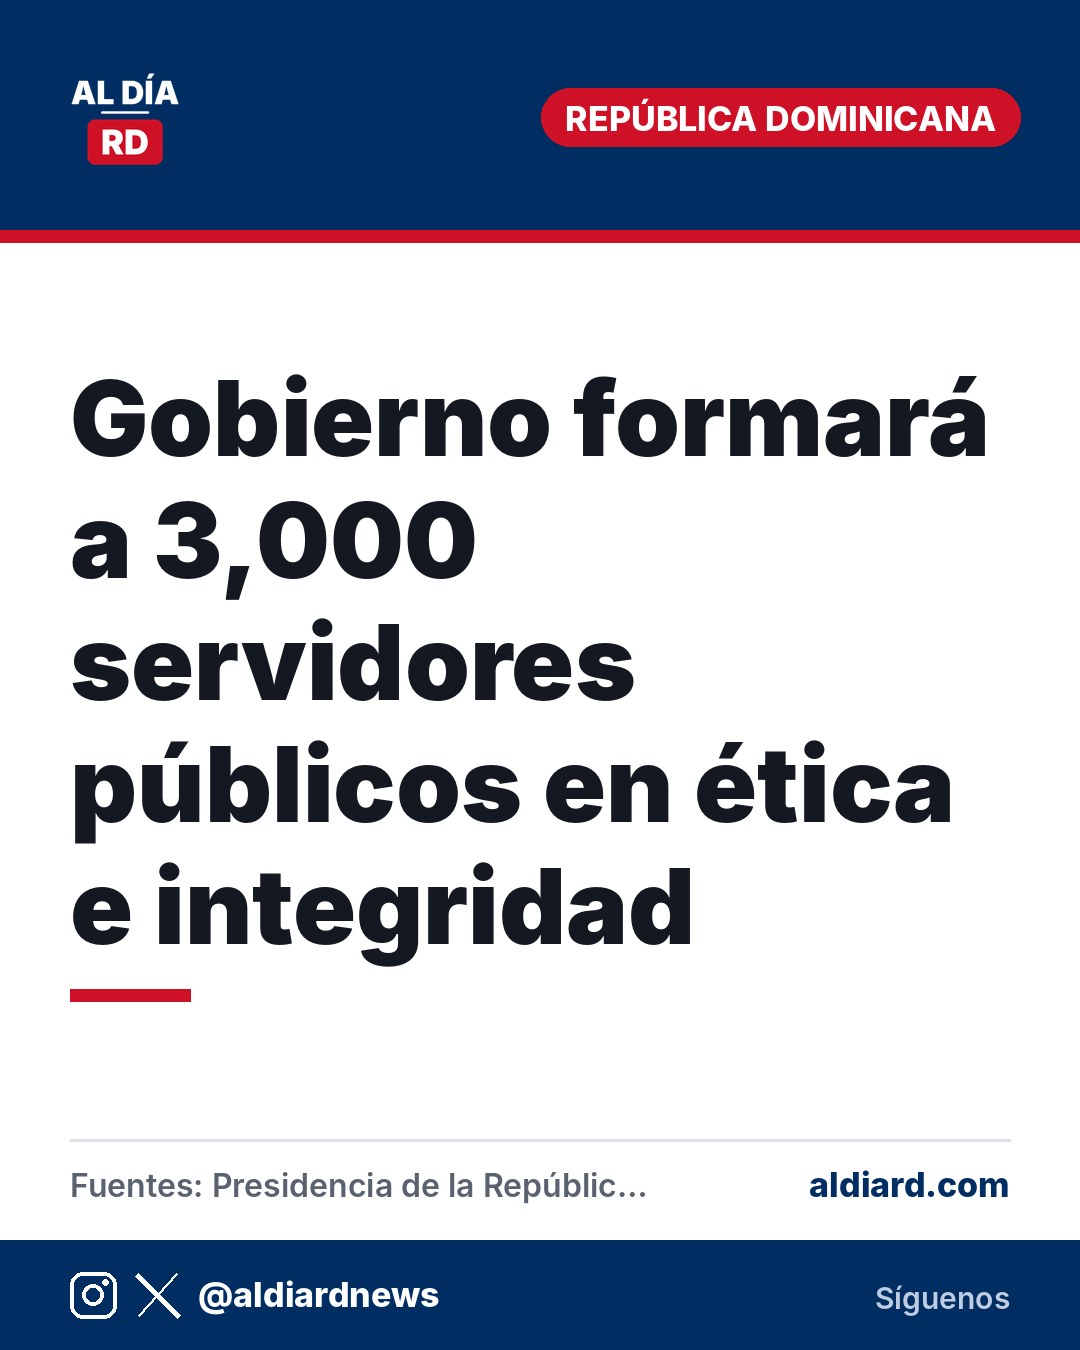 AL DÍA
RD
REPÚBLICA DOMINICANA
Gobierno formará
a 3,000
servidores
públicos en ética
e integridad
Fuentes: Presidencia de la Repúblic...
aldiard.com
@aldiardnews
Síguenos